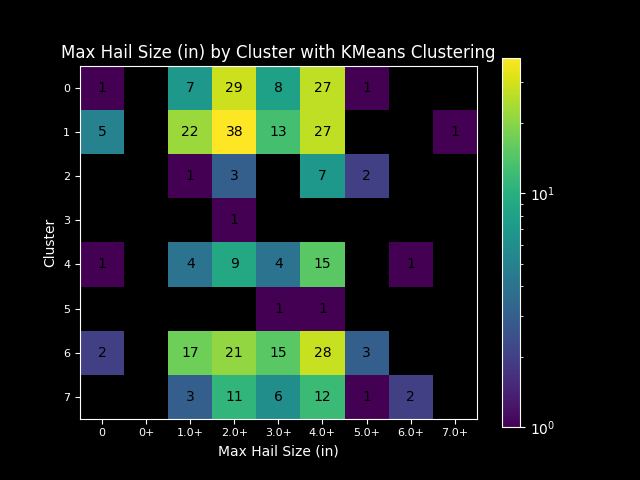 Max Hail Size (in) by Cluster with KMeans Clustering
0 1 7 29 8 27 1
1 5 22 38 13 27 1
2 1 3 7 2
3 1
4 1 4 9 4 15 1
5 1 1
6 2 17 21 15 28 3
7 3 11 6 12 1 2
0 0+ 1.0+ 2.0+ 3.0+ 4.0+ 5.0+ 6.0+ 7.0+
Max Hail Size (in)
Cluster
10¹
10⁰